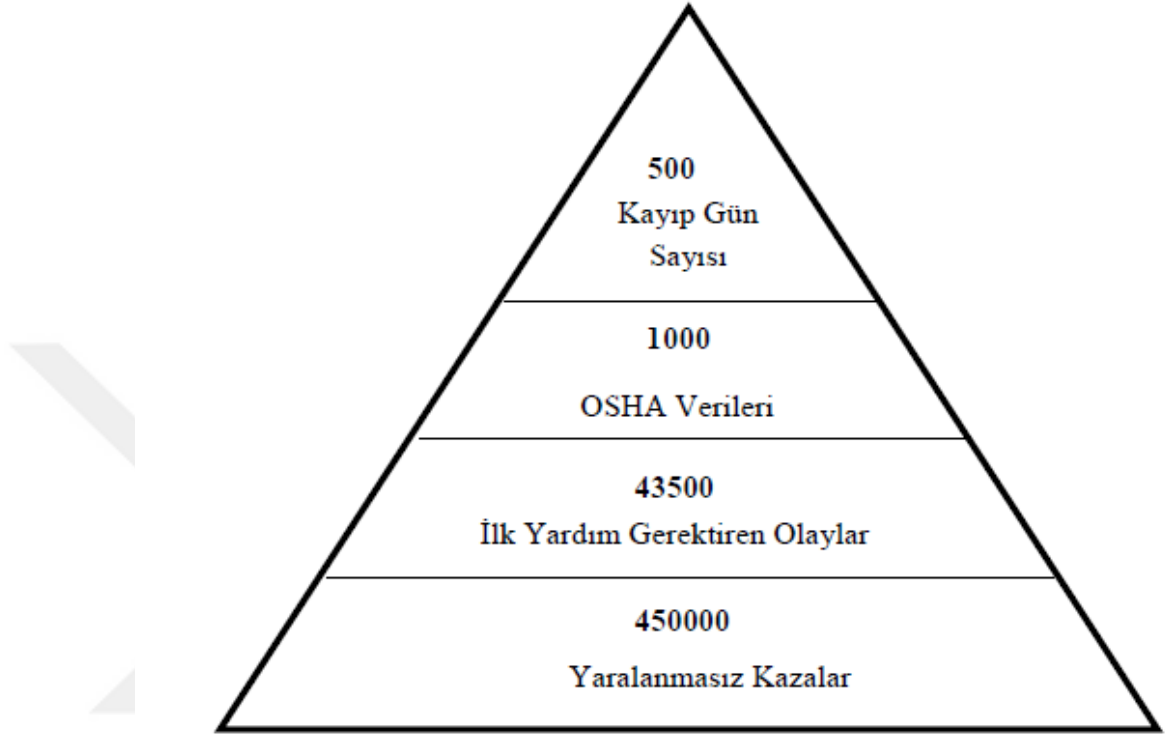 500
Kayıp Gün
Sayısı
1000
OSHA Verileri
43500
İlk Yardım Gerektiren Olaylar
450000
Yaralanmasız Kazalar